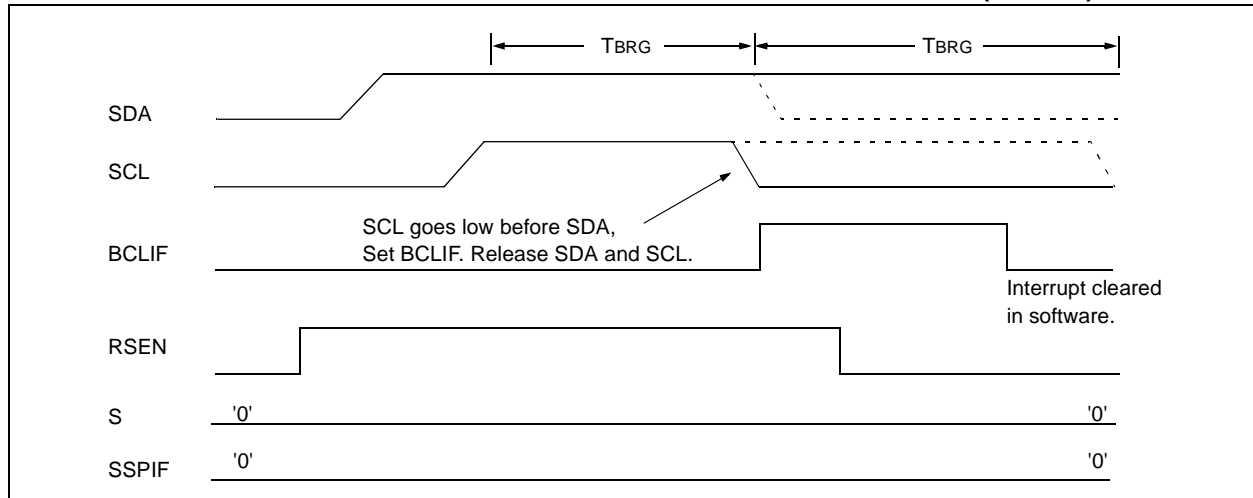 TBRG TBRG
SDA
SCL
SCL goes low before SDA,
Set BCLIF. Release SDA and SCL.
BCLIF
Interrupt cleared
in software.
RSEN
S '0' '0'
SSPIF '0' '0'